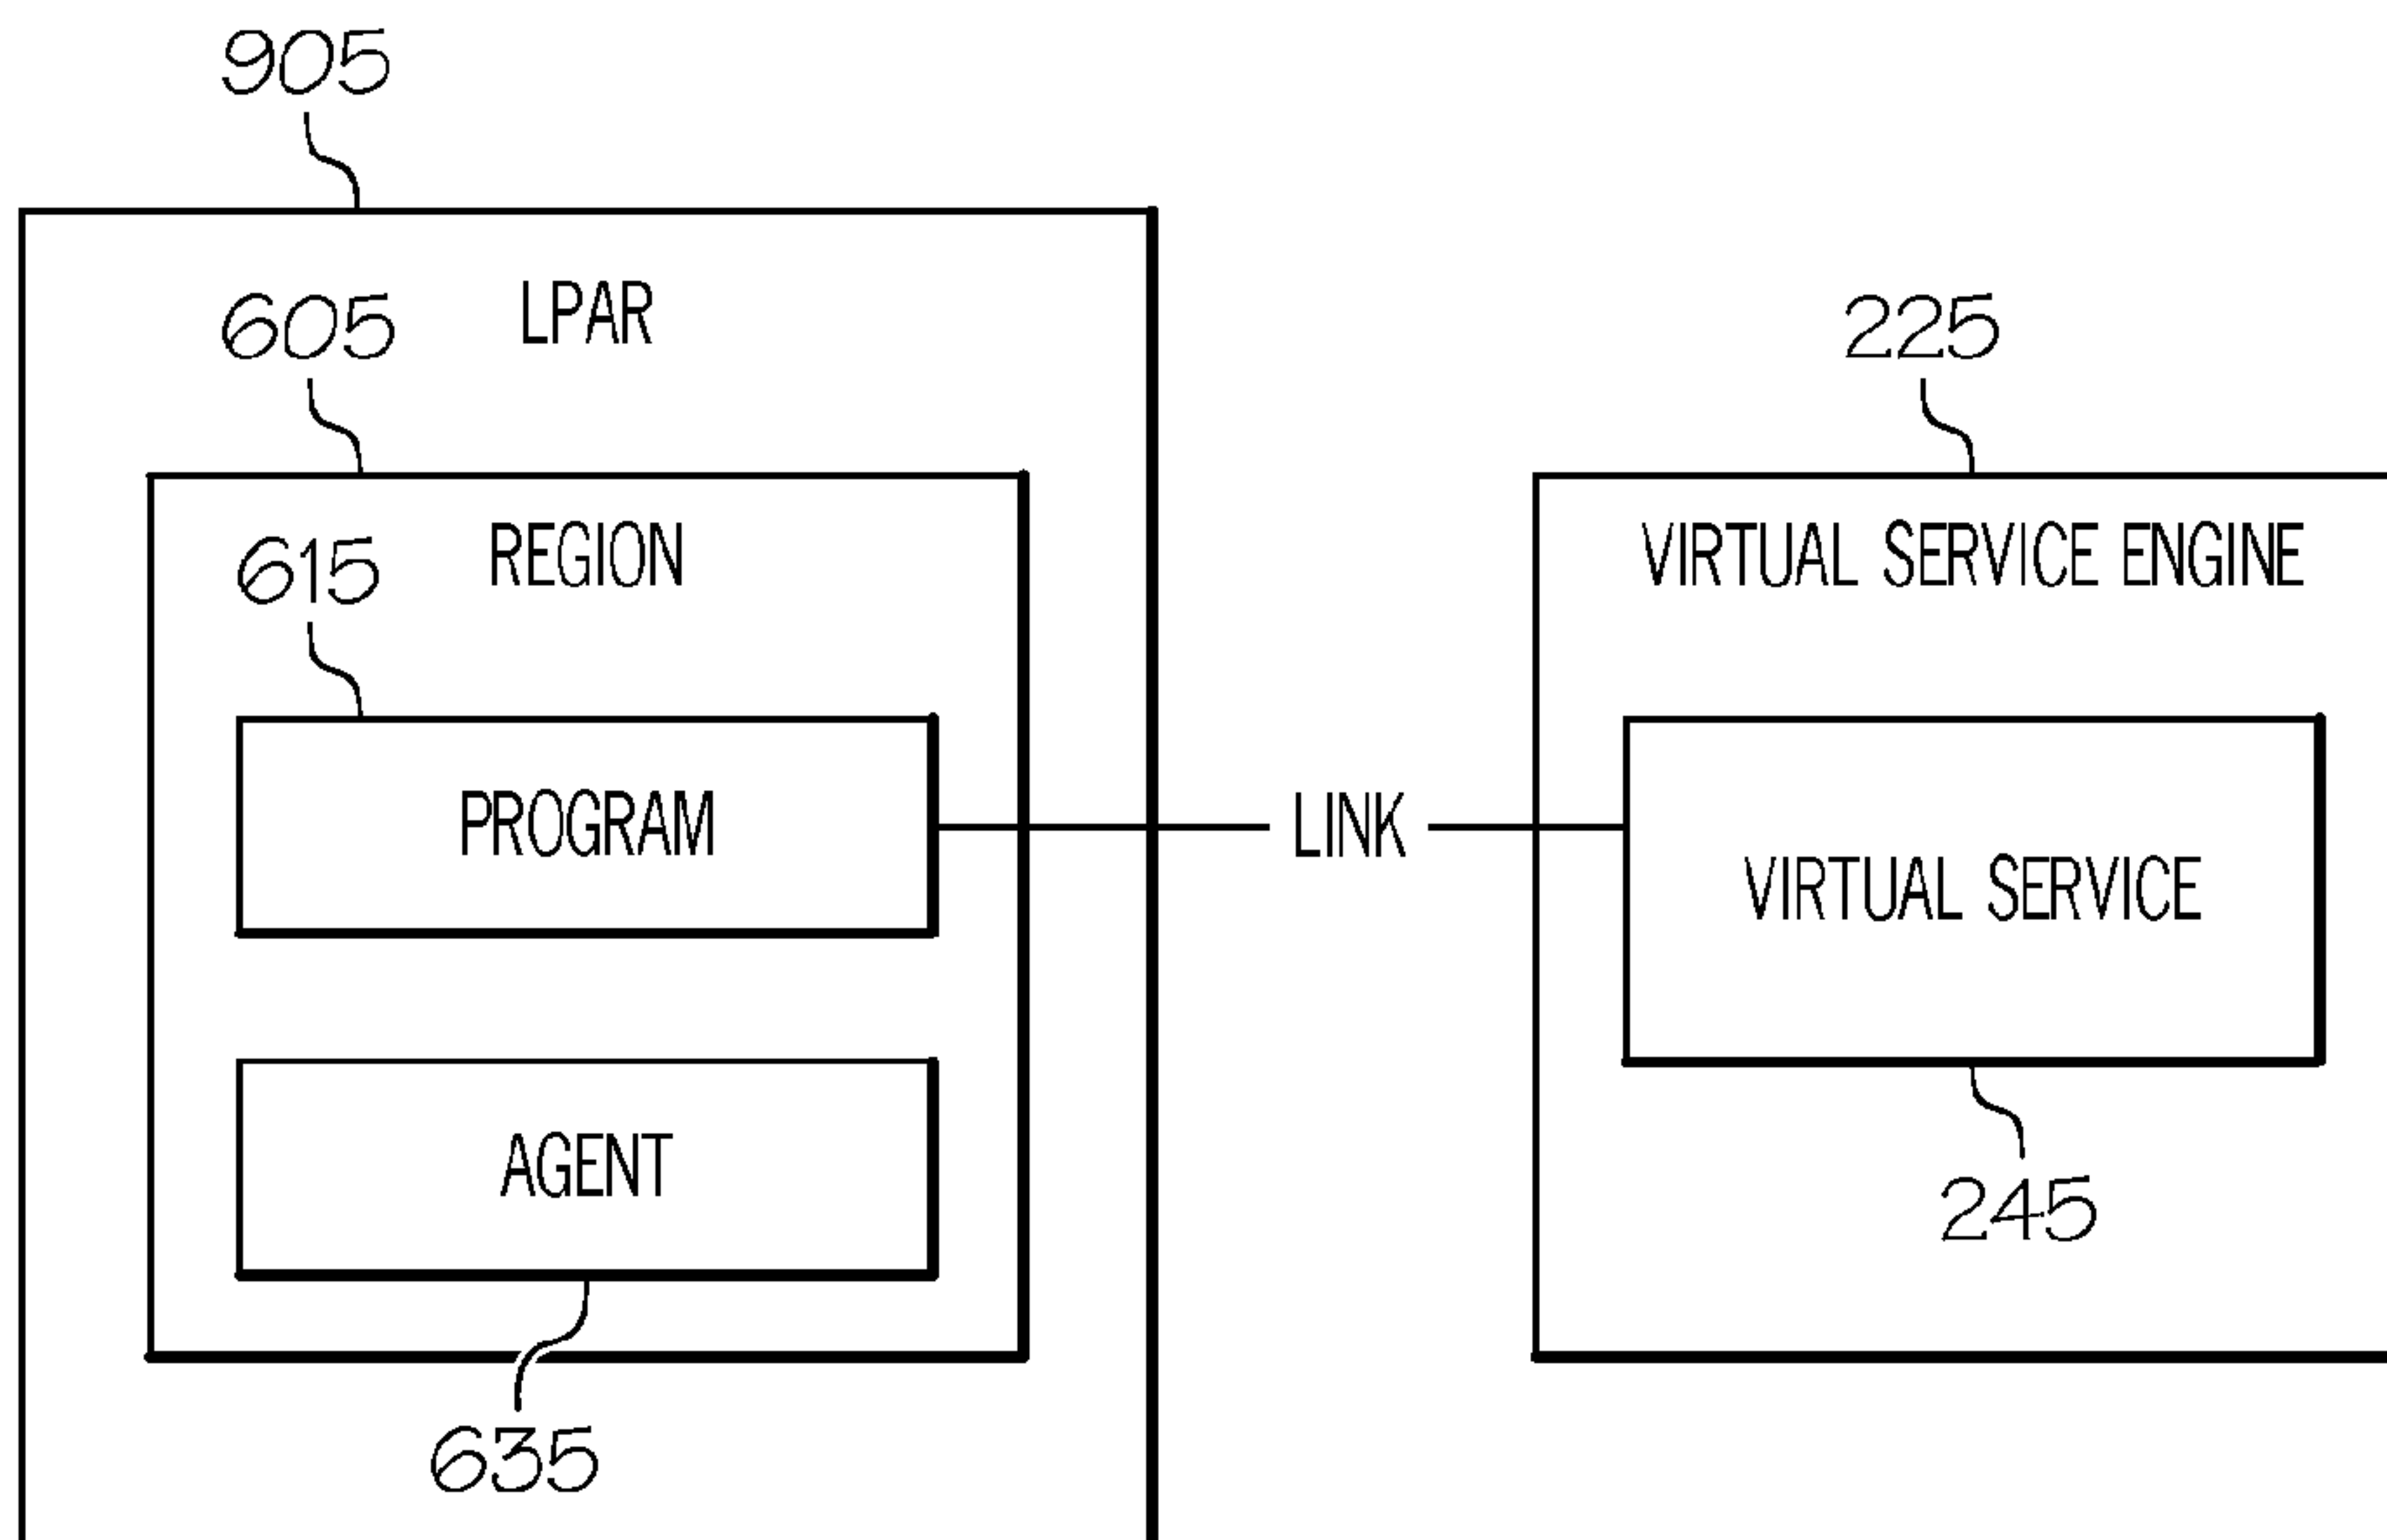 905
LPAR
605
225
REGION
VIRTUAL SERVICE ENGINE
615
PROGRAM
LINK
VIRTUAL SERVICE
AGENT
245
635